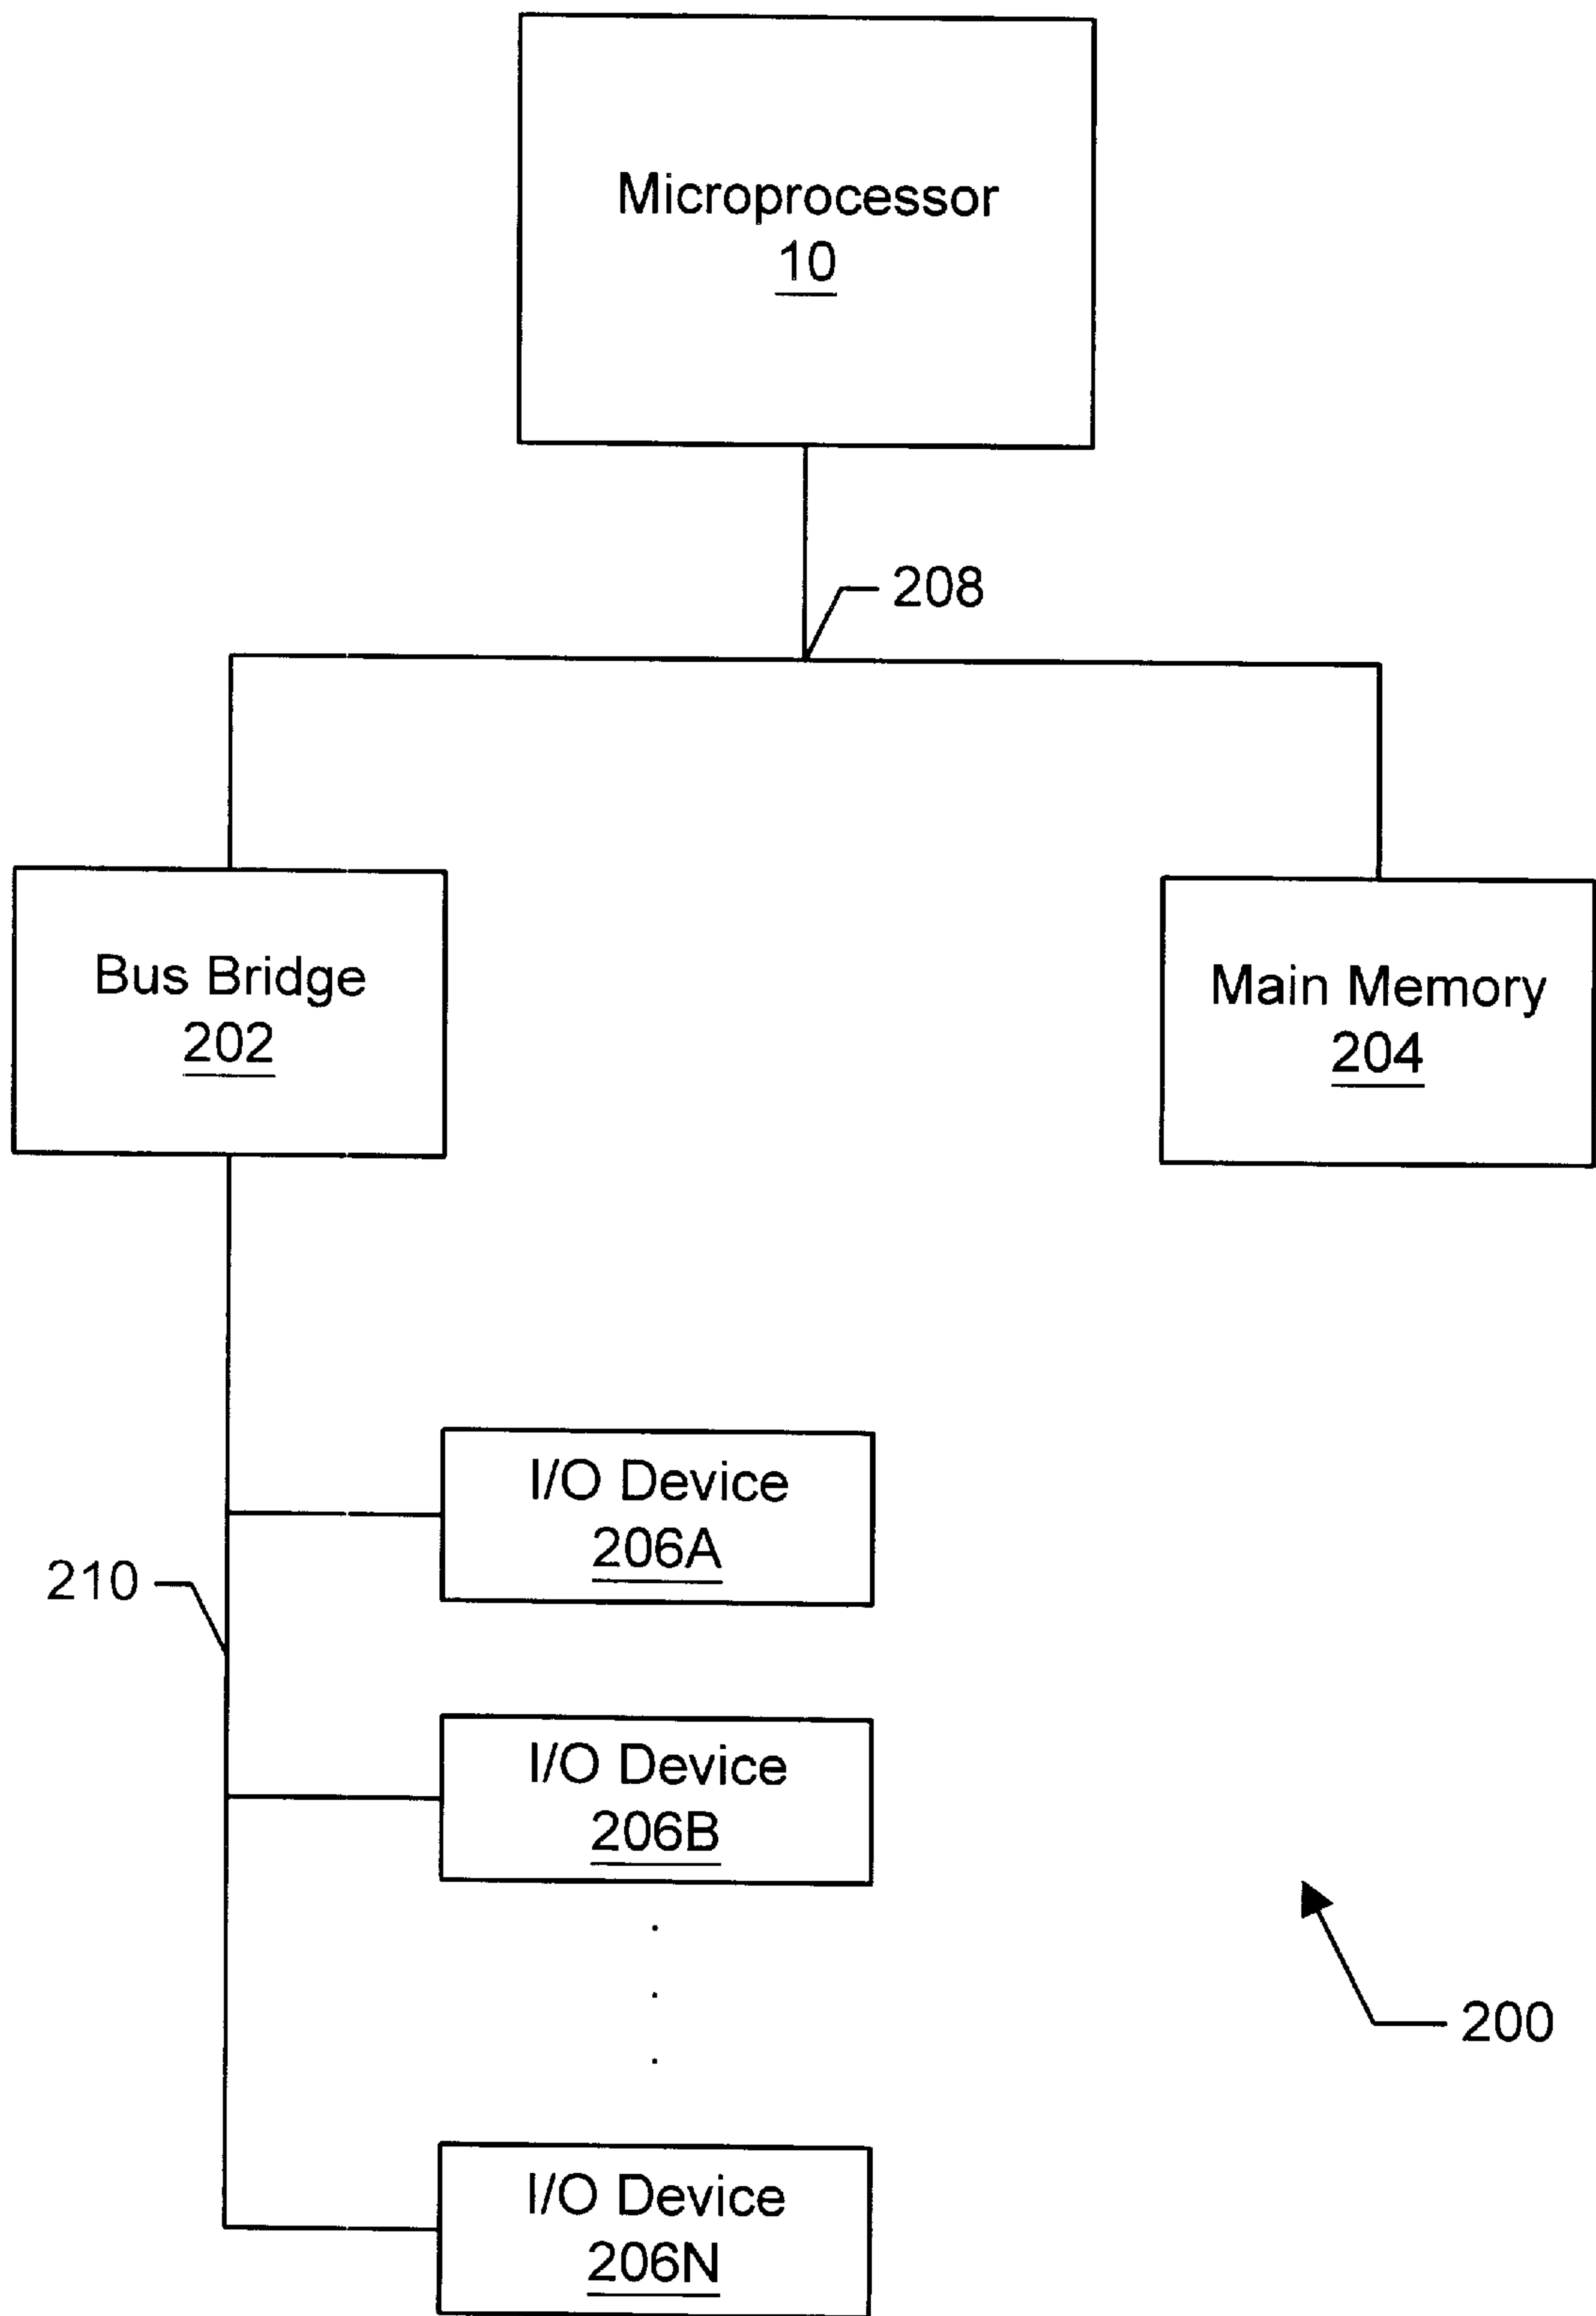 Microprocessor
10
208
Bus Bridge
202
Main Memory
204
I/O Device
206A
210
I/O Device
206B
200
I/O Device
206N